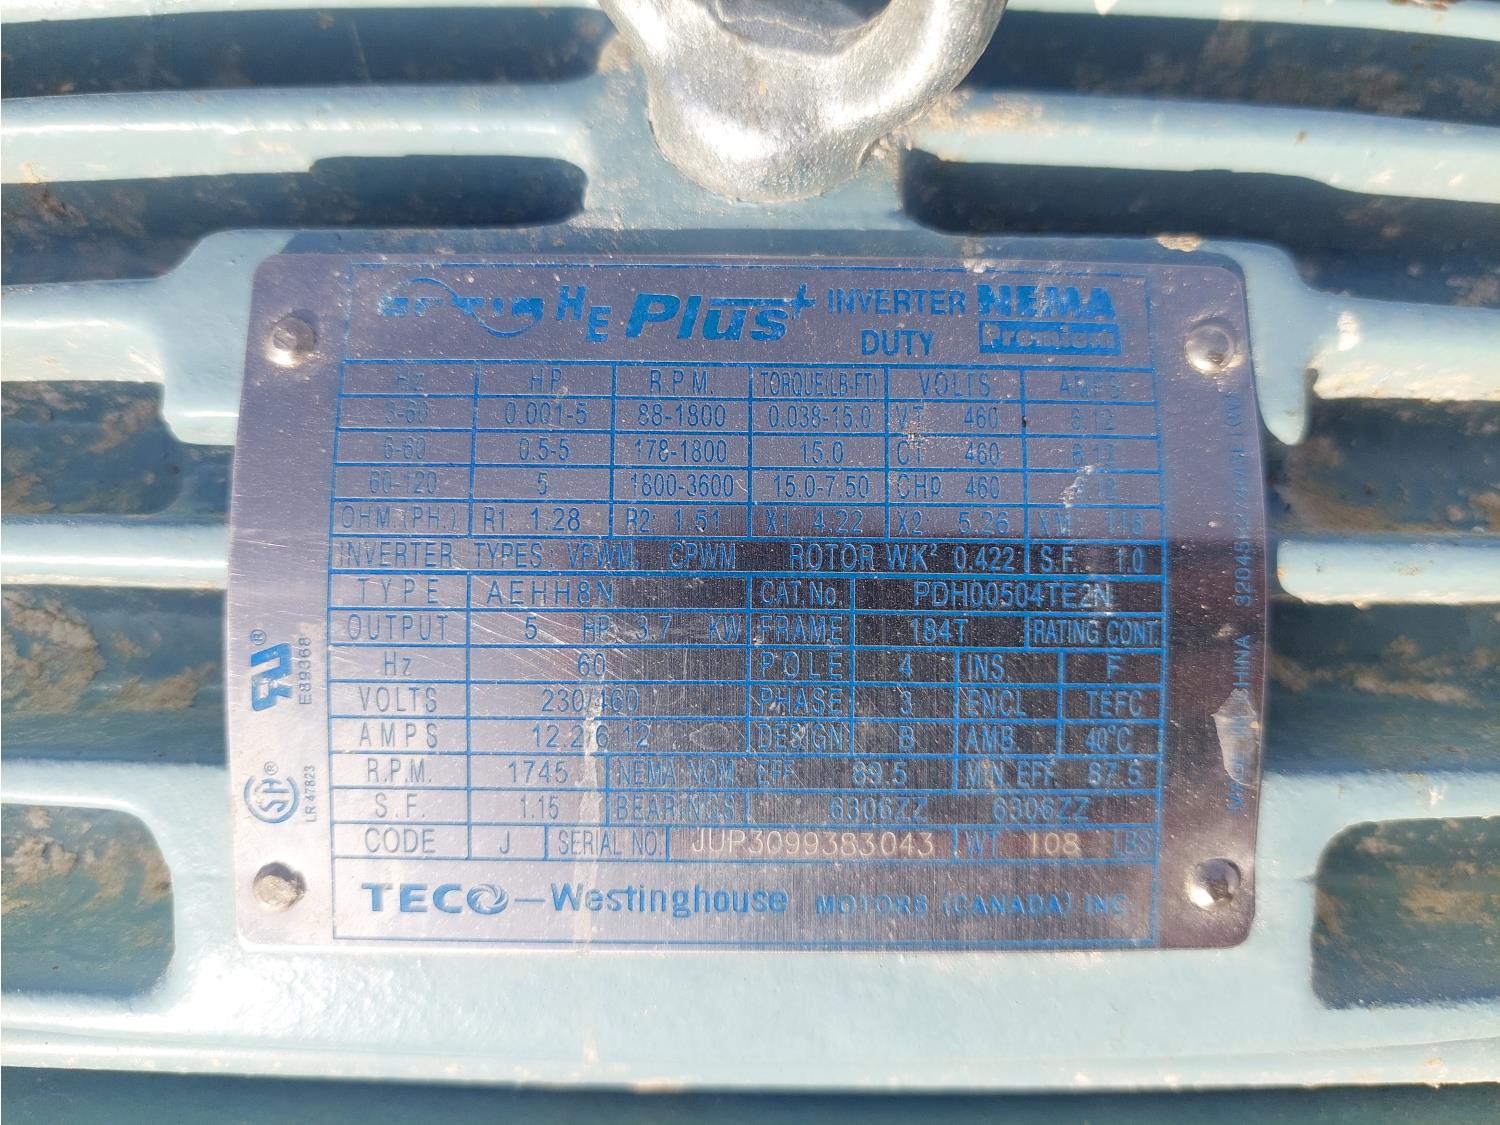 HE Plus+ INVERTER DUTY NEMA Premium
Hz H.P. R.P.M. TORQUE(LB-FT) VOLTS AMPS
3-60 0.001-5 88-1800 0.038-15.0 VT 460 6.12
6-60 0.5-5 178-1800 15.0 CT 460 6.12
60-120 5 1800-3600 15.0-7.50 CHP 460
OHM.(PH.) R1. 1.28 R2. 1.51 X1. 4.22 X2. 5.26 XM.
INVERTER TYPES: VPWM, CPWM ROTOR WK² 0.422 S.F. 1.0
TYPE AEHH8N CAT.No. PDH00504TE2N
OUTPUT 5 HP 3.7 KW FRAME 184T RATING CONT.
Hz 60 POLE 4 INS. F
VOLTS 230/460 PHASE 3 ENCL TEFC
AMPS 12.2/6.12 DESIGN B AMB. 40°C
R.P.M. 1745 NEMA NOM. EFF. 89.5 MIN. EFF. 87.5
S.F. 1.15 BEARINGS 6306ZZ 6306ZZ
CODE J SERIAL NO. JUP3099383043 WT 108 LBS
TECO-Westinghouse MOTORS (CANADA) INC.
E89368
LR 47823
CHINA